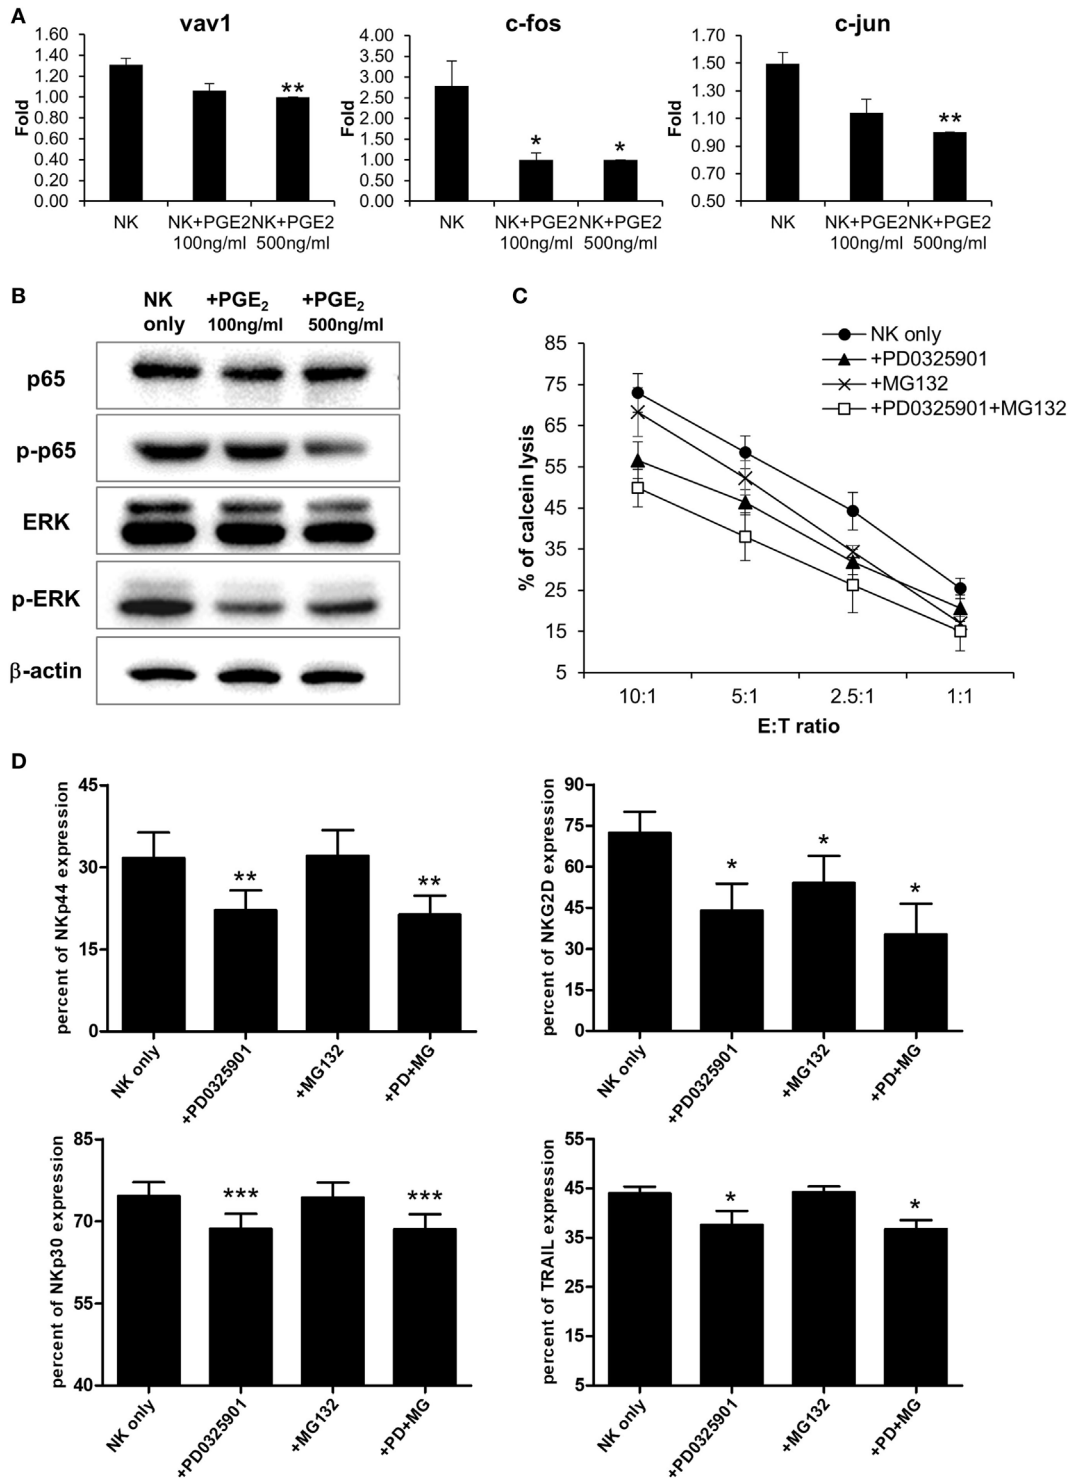 A
vav1
Fold
1.60
1.40
1.20
1.00
0.80
0.60
0.40
0.20
0.00
**
NK
NK+PGE2
100ng/ml
NK+PGE2
500ng/ml
c-fos
Fold
4.00
3.50
3.00
2.50
2.00
1.50
1.00
0.50
0.00
*
*
NK
NK+PGE2
100ng/ml
NK+PGE2
500ng/ml
c-jun
Fold
1.70
1.50
1.30
1.10
0.90
0.70
0.50
**
NK
NK+PGE2
100ng/ml
NK+PGE2
500ng/ml
B
NK
only
+PGE2
100ng/ml
+PGE2
500ng/ml
p65
p-p65
ERK
p-ERK
β-actin
C
NK only
+PD0325901
+MG132
+PD0325901+MG132
% of calcein lysis
85
75
65
55
45
35
25
15
5
10:1
5:1
2.5:1
1:1
E:T ratio
D
percent of NKp44 expression
45
30
15
0
**
**
NK only
+PD0325901
+MG132
+PD+MG
percent of NKG2D expression
90
75
60
45
30
15
0
*
*
*
NK only
+PD0325901
+MG132
+PD+MG
percent of NKp30 expression
85
70
55
40
***
***
NK only
+PD0325901
+MG132
+PD+MG
percent of TRAIL expression
55
45
35
25
15
5
*
*
NK only
+PD0325901
+MG132
+PD+MG